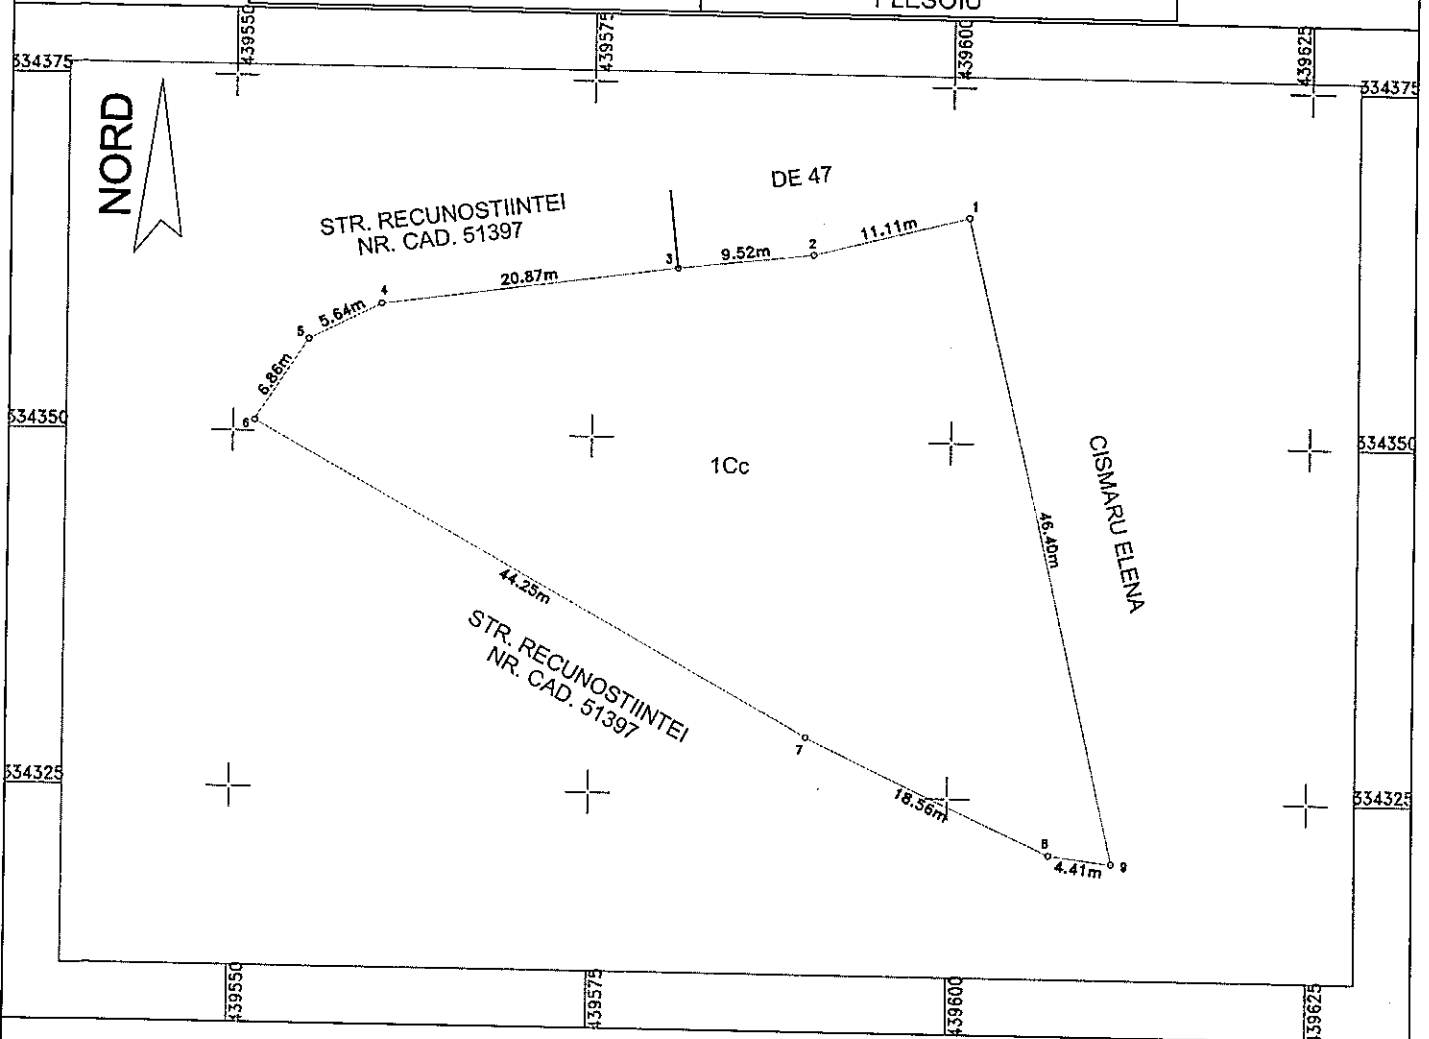 PLESOIU
439550
439575
439600
439625
334375
334375
NORD
DE 47
STR. RECUNOSTIINTEI
NR. CAD. 51397
1
11.11m
2
9.52m
3
20.87m
4
5.64m
5
6.86m
6
334350
334350
1Cc
CISMARU ELENA
46.40m
44.25m
STR. RECUNOSTIINTEI
NR. CAD. 51397
7
334325
334325
18.56m
8
4.41m
9
439550
439575
439600
439625